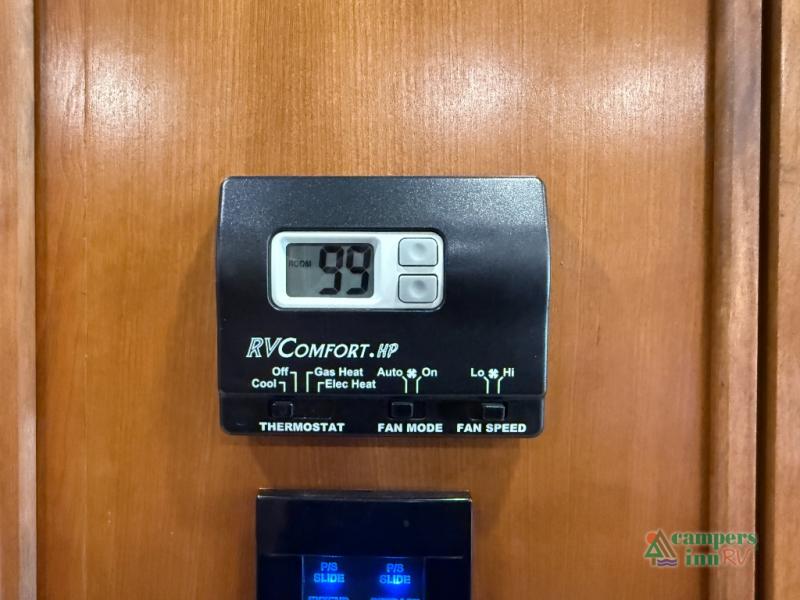 ROOM 99
RVComfort.HP
Off Gas Heat Auto On Lo Hi
Cool Elec Heat
THERMOSTAT FAN MODE FAN SPEED
P/S P/S
SLIDE SLIDE
campers
inn RV